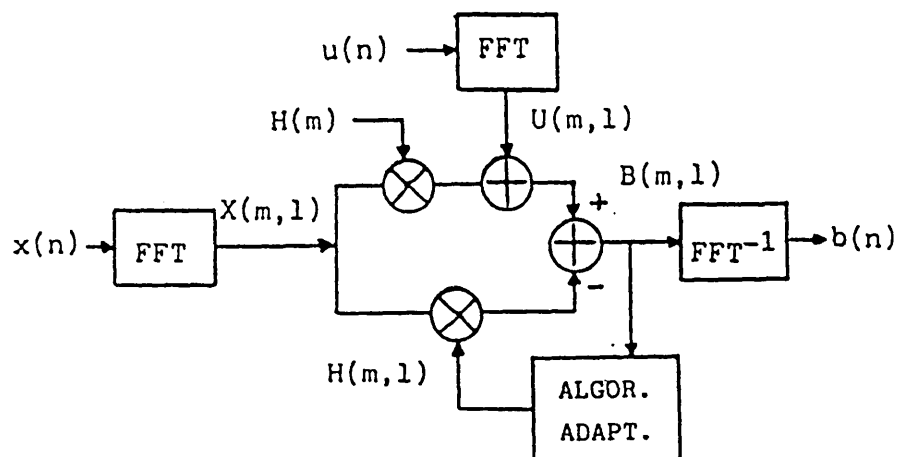 u(n)
FFT
H(m)
U(m,l)
B(m,l)
+
x(n)
FFT
X(m,l)
FFT-1
b(n)
-
H(m,l)
ALGOR.
ADAPT.